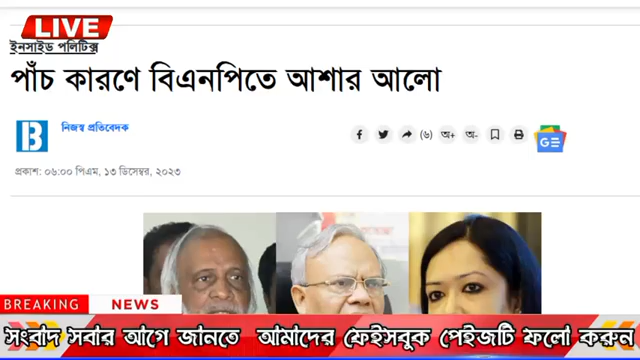 LIVE
ইনসাইড পলিটিক্স
পাঁচ কারণে বিএনপিতে আশার আলো
নিজস্ব প্রতিবেদক
(৬) অ+ অ-
প্রকাশ: ০৬:০০ পিএম, ১৩ ডিসেম্বর, ২০২৩
BREAKING NEWS
সংবাদ সবার আগে জানতে আমাদের ফেইসবুক পেইজটি ফলো করুন